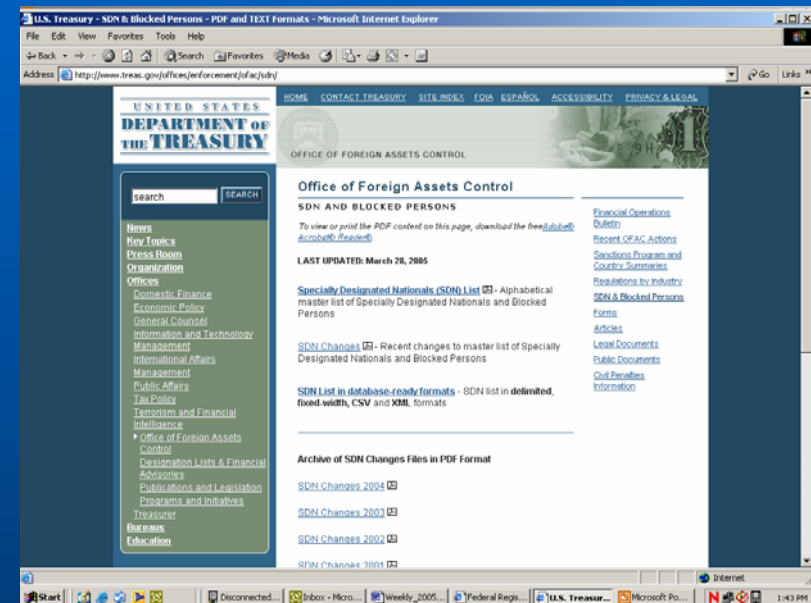 U.S. Treasury - SDN & Blocked Persons - PDF and TEXT Formats - Microsoft Internet Explorer
File Edit View Favorites Tools Help
Back Search Favorites Media
Address http://www.treas.gov/offices/enforcement/ofac/sdn/ Go Links »
HOME CONTACT TREASURY SITE INDEX FOIA ESPAÑOL ACCESSIBILITY PRIVACY & LEGAL
UNITED STATES
DEPARTMENT OF
THE TREASURY
OFFICE OF FOREIGN ASSETS CONTROL
search SEARCH
News
Key Topics
Press Room
Organization
Offices
Domestic Finance
Economic Policy
General Counsel
Information and Technology
Management
International Affairs
Management
Public Affairs
Tax Policy
Terrorism and Financial
Intelligence
Office of Foreign Assets
Control
Designation Lists & Financial
Advisories
Publications and Legislation
Programs and Initiatives
Treasurer
Bureaus
Education
Office of Foreign Assets Control
SDN AND BLOCKED PERSONS
To view or print the PDF content on this page, download the free Adobe®
Acrobat® Reader®.
LAST UPDATED: March 28, 2005
Specially Designated Nationals (SDN) List - Alphabetical
master list of Specially Designated Nationals and Blocked
Persons
SDN Changes - Recent changes to master list of Specially
Designated Nationals and Blocked Persons
SDN List in database-ready formats - SDN list in delimited,
fixed-width, CSV and XML formats
Archive of SDN Changes Files in PDF Format
SDN Changes 2004
SDN Changes 2003
SDN Changes 2002
SDN Changes 2001
Financial Operations
Bulletin
Recent OFAC Actions
Sanctions Program and
Country Summaries
Regulations by Industry
SDN & Blocked Persons
Forms
Articles
Legal Documents
Public Documents
Civil Penalties
Information
Internet
Start Disconnected... Inbox - Micro... Weekly_2005... Federal Regis... U.S. Treasur... Microsoft Po... 1:43 PM